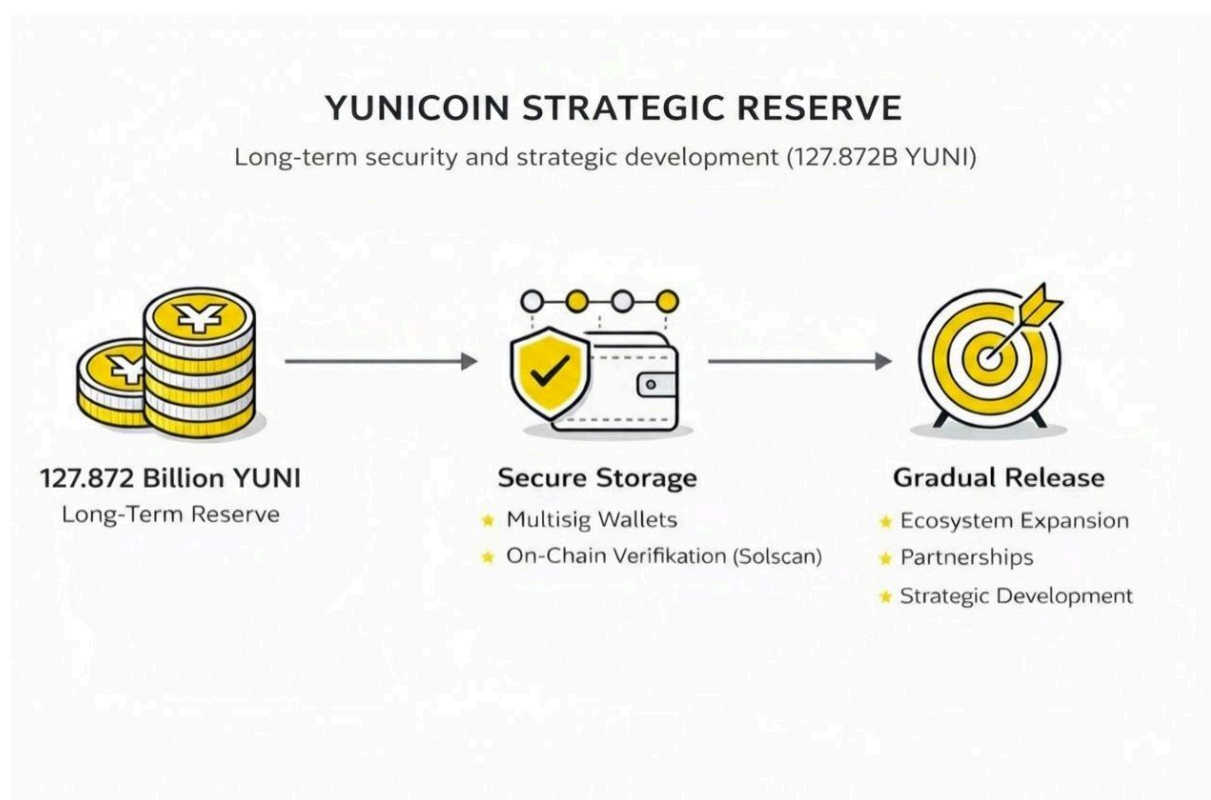 YUNICOIN STRATEGIC RESERVE
Long-term security and strategic development (127.872B YUNI)
127.872 Billion YUNI
Long-Term Reserve
Secure Storage
Multisig Wallets
On-Chain Verifikation (Solscan)
Gradual Release
Ecosystem Expansion
Partnerships
Strategic Development